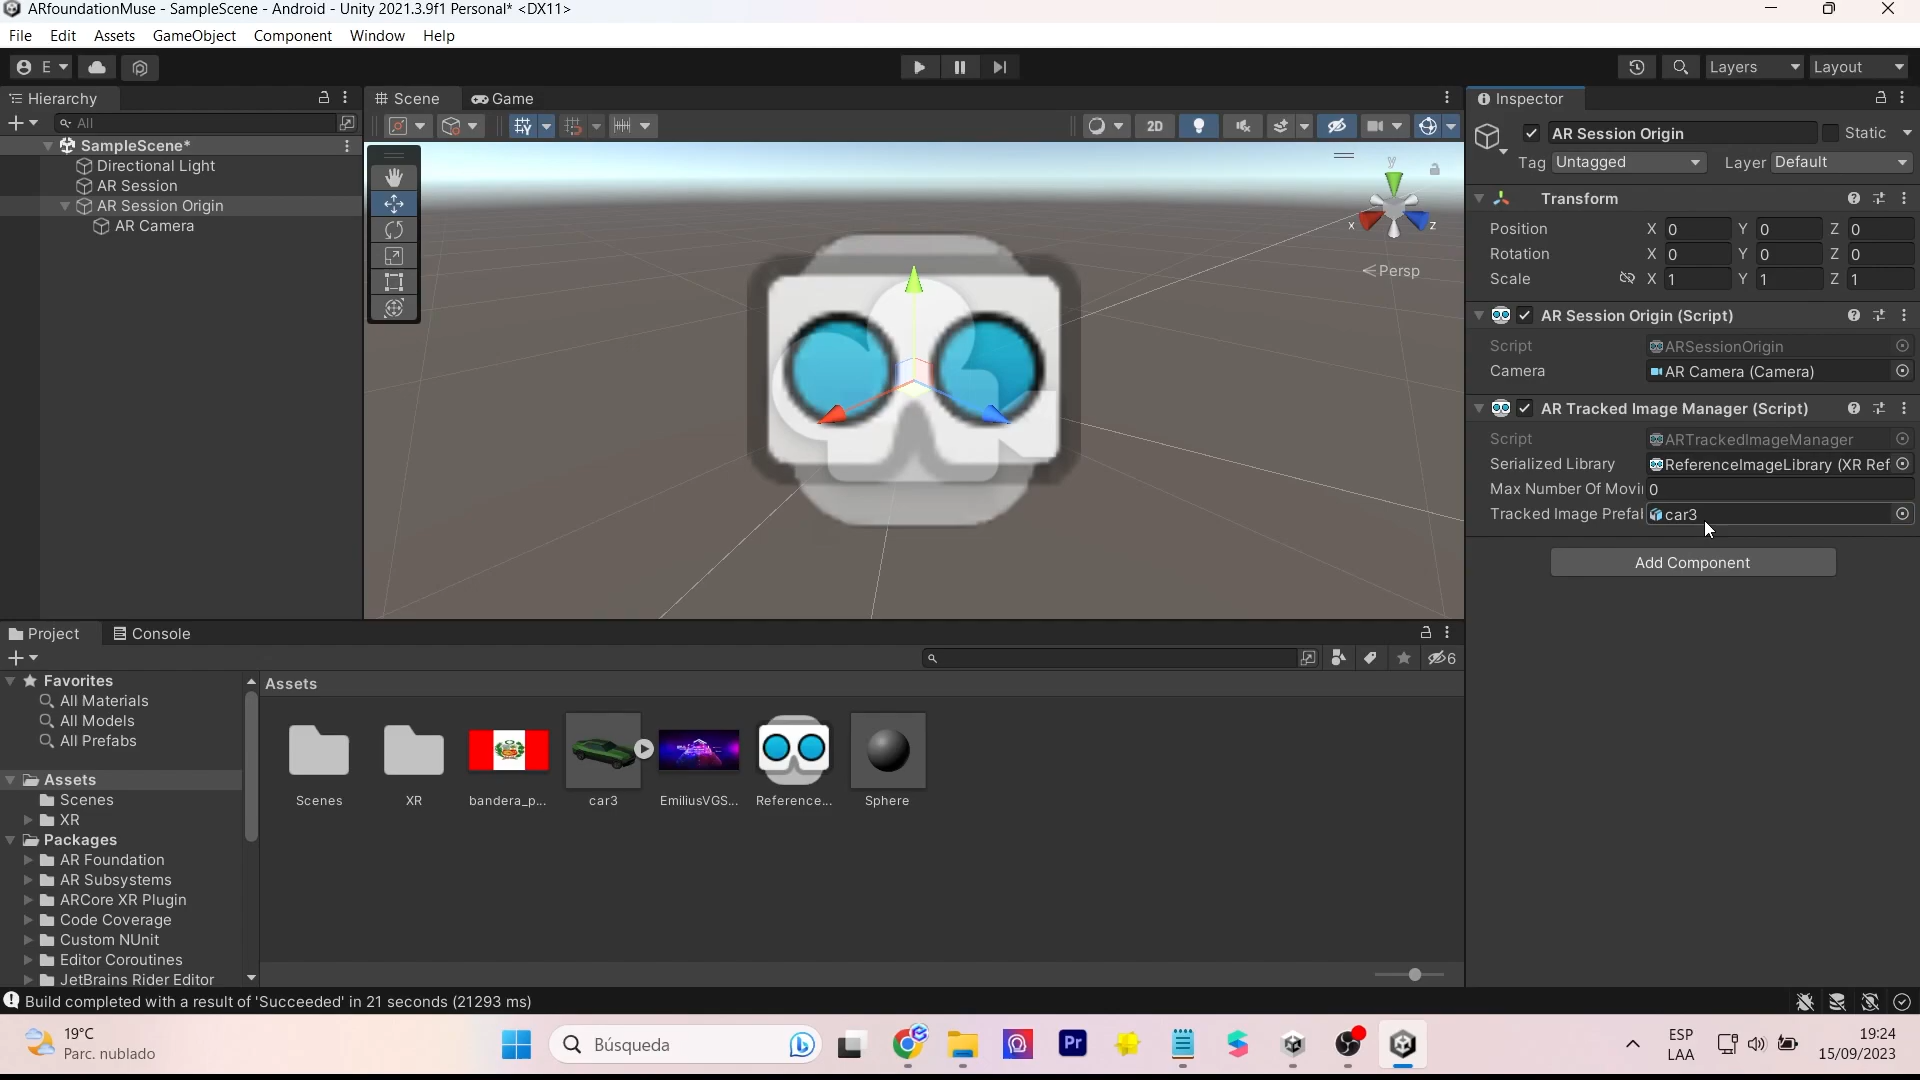 ARfoundationMuse - SampleScene - Android - Unity 2021.3.9f1 Personal* <DX11>
File Edit Assets GameObject Component Window Help
E Layers Layout
Hierarchy Scene Game Inspector
All 2D AR Session Origin Static
Tag Untagged Layer Default
SampleScene*
Directional Light
AR Session
AR Session Origin
AR Camera
y
x z
Persp
Transform
Position X 0 Y 0 Z 0
Rotation X 0 Y 0 Z 0
Scale X 1 Y 1 Z 1
AR Session Origin (Script)
Script ARSessionOrigin
Camera AR Camera (Camera)
AR Tracked Image Manager (Script)
Script ARTrackedImageManager
Serialized Library ReferenceImageLibrary (XR Ref
Max Number Of Movi 0
Tracked Image Prefal car3
Add Component
Project Console
6
Favorites
All Materials
All Models
All Prefabs
Assets
Scenes
XR
Packages
AR Foundation
AR Subsystems
ARCore XR Plugin
Code Coverage
Custom NUnit
Editor Coroutines
JetBrains Rider Editor
Assets
Scenes XR bandera_p... car3 EmiliusVGS... Reference... Sphere
Build completed with a result of 'Succeeded' in 21 seconds (21293 ms)
19°C
Parc. nublado
Búsqueda
Pr
ESP
LAA
19:24
15/09/2023